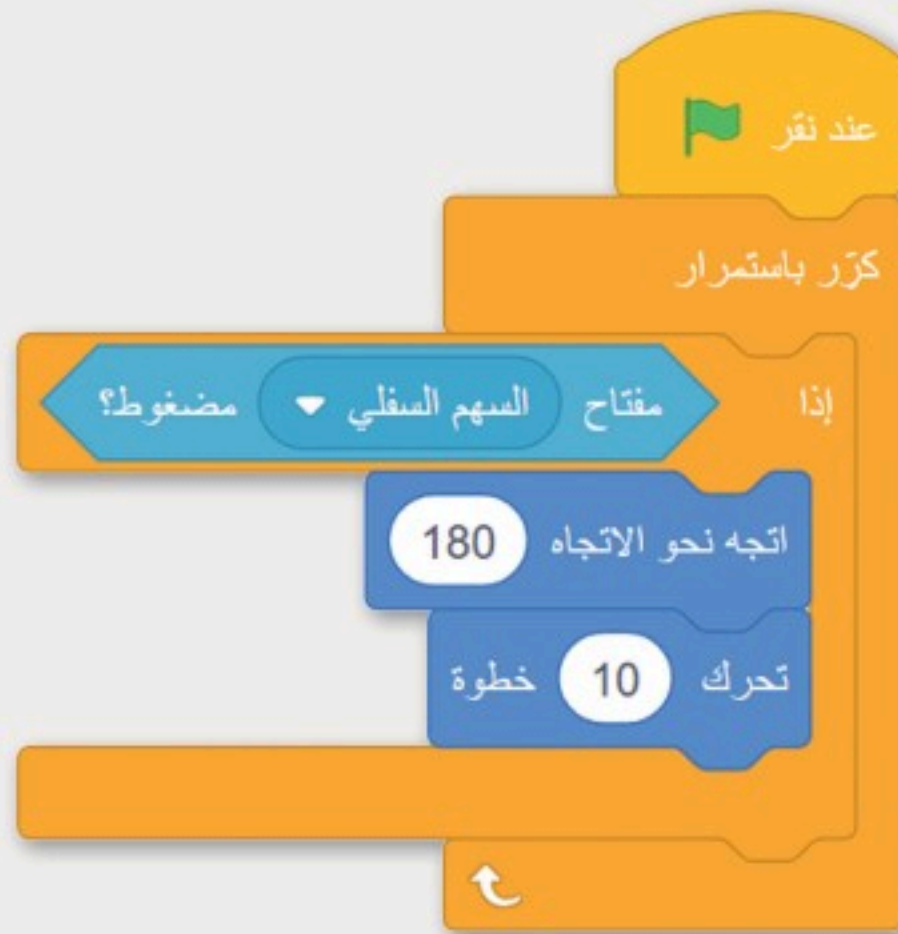 عند نقر
كرّر باستمرار
إذا مفتاح السهم السفلي مضغوط؟
اتجه نحو الاتجاه 180
تحرك 10 خطوة